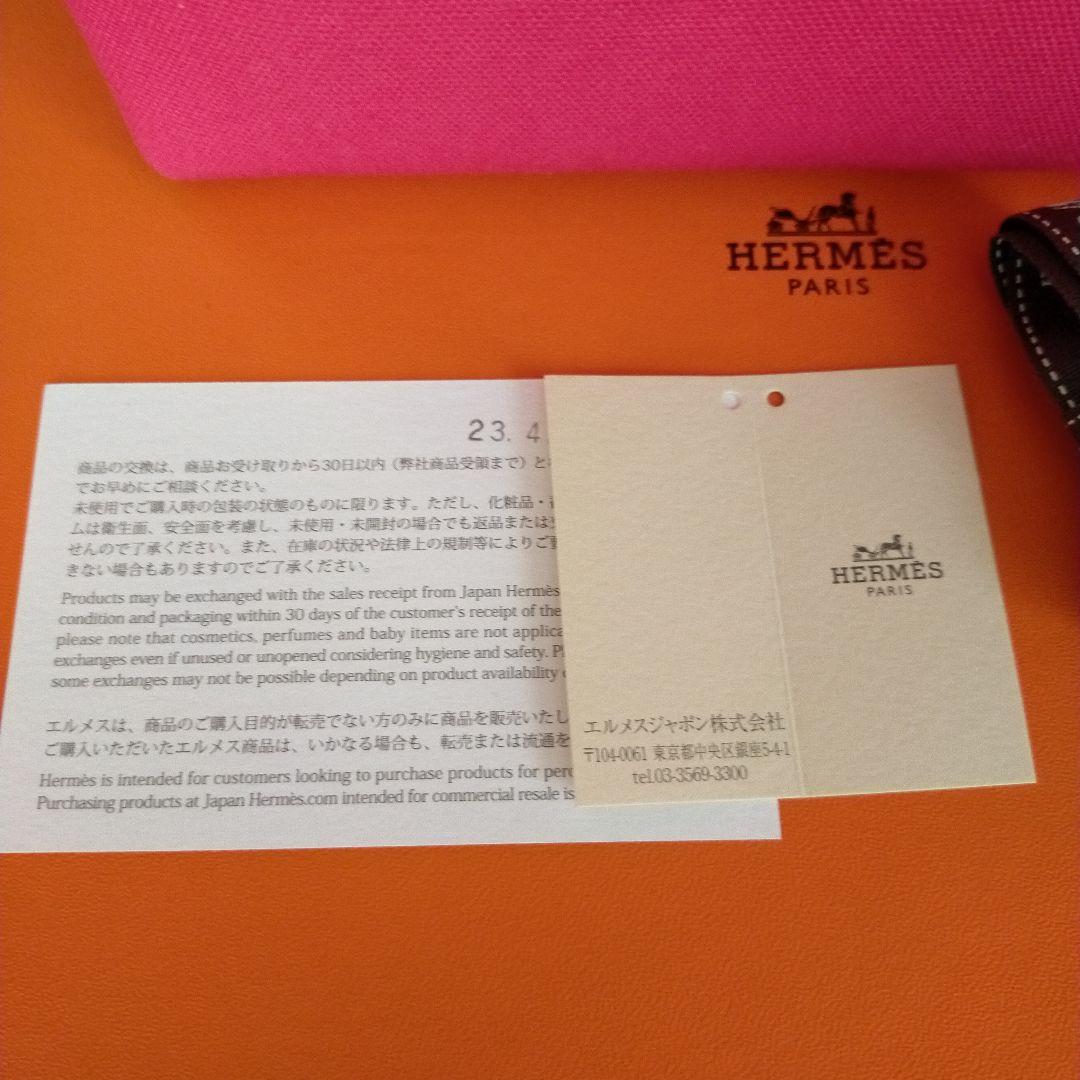 HERMÈS
PARIS
23. 4
商品の交換は、商品お受け取りから30日以内（弊社商品受領まで）と
でお早めにご相談ください。
未使用でご購入時の包装の状態のものに限ります。ただし、化粧品・
ムは衛生面、安全面を考慮し、未使用・未開封の場合でも返品または
せんので了承ください。また、在庫の状況や法律上の規制等によりご
きない場合もありますのでご了承ください。
Products may be exchanged with the sales receipt from Japan Hermès
condition and packaging within 30 days of the customer's receipt of the
please note that cosmetics, perfumes and baby items are not applica
exchanges even if unused or unopened considering hygiene and safety. P
some exchanges may not be possible depending on product availability
エルメスは、商品のご購入目的が転売でない方のみに商品を販売いたし
ご購入いただいたエルメス商品は、いかなる場合も、転売または流通を
Hermès is intended for customers looking to purchase products for per
Purchasing products at Japan Hermès.com intended for commercial resale is
HERMÈS
PARIS
エルメスジャポン株式会社
〒104-0061 東京都中央区銀座5-4-1
tel.03-3569-3300